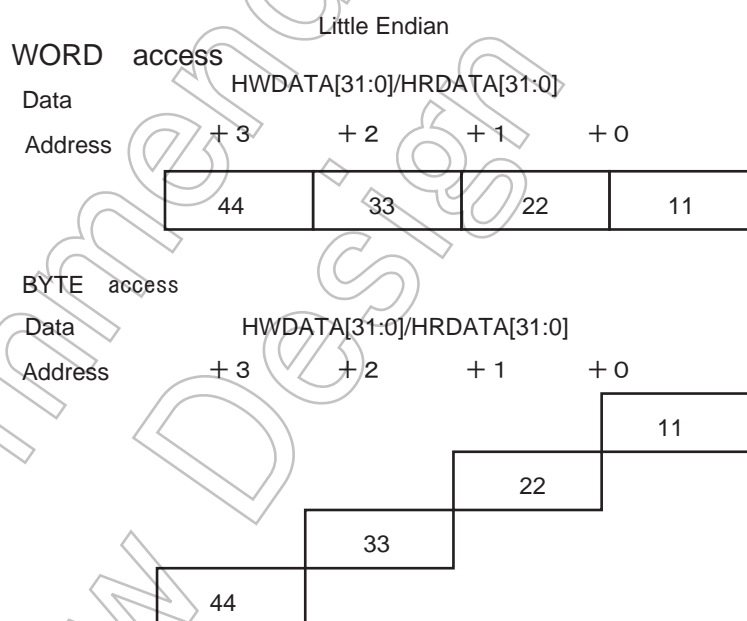 Little Endian
WORD access
HWDATA[31:0]/HRDATA[31:0]
Data
Address +3 +2 +1 +0
44 33 22 11
BYTE access
Data HWDATA[31:0]/HRDATA[31:0]
Address +3 +2 +1 +0
11
22
33
44